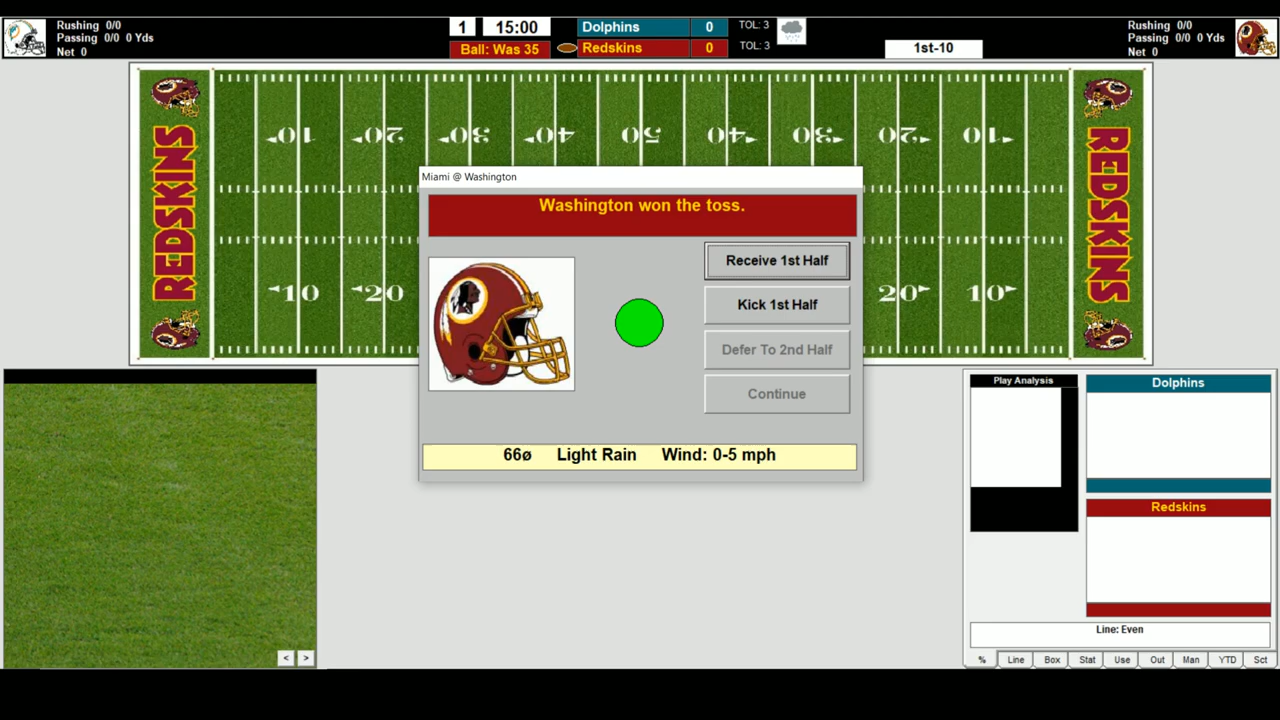 Rushing 0/0
Passing 0/0 0 Yds
Net 0
1 15:00
Ball: Was 35
Dolphins 0
Redskins 0
TOL: 3
TOL: 3
1st-10
Rushing 0/0
Passing 0/0 0 Yds
Net 0
REDSKINS
10 20 30 40 50 40 30 20 10
REDSKINS
10 20
20 10
Miami @ Washington
Washington won the toss.
Receive 1st Half
Kick 1st Half
Defer To 2nd Half
Continue
66ø Light Rain Wind: 0-5 mph
< >
Play Analysis
Dolphins
Redskins
Line: Even
% Line Box Stat Use Out Man YTD Sct